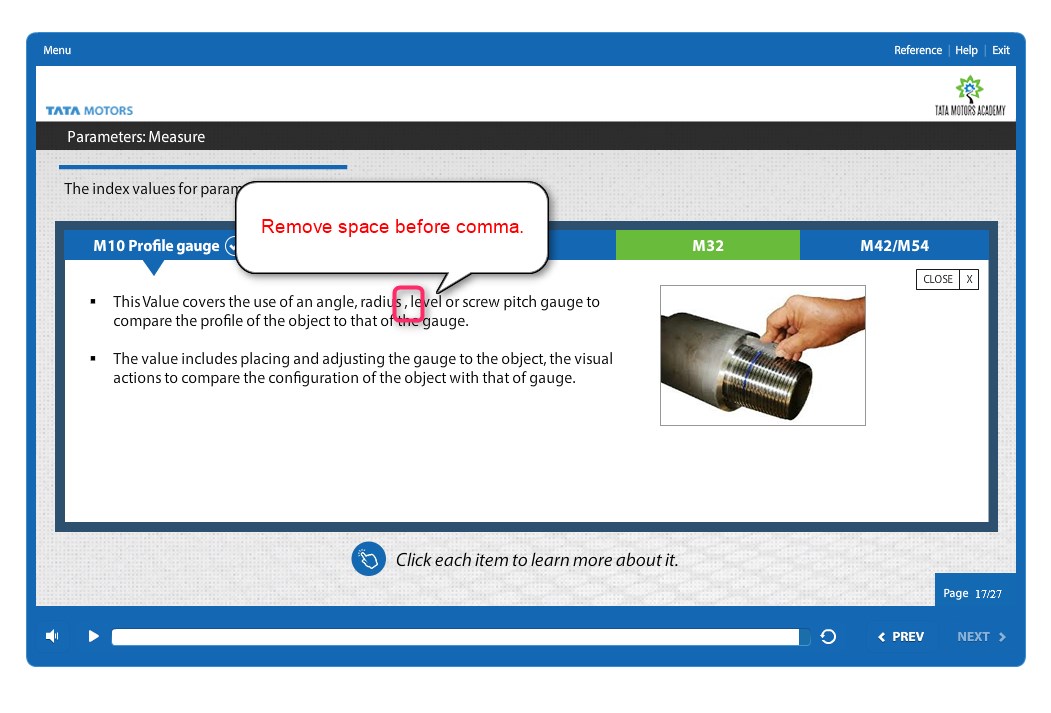 Menu
Reference | Help | Exit
TATA MOTORS
TATA MOTORS ACADEMY
Parameters: Measure
The index values for param
Remove space before comma.
M10 Profile gauge
M32
M42/M54
CLOSE X
▪ This Value covers the use of an angle, radius , level or screw pitch gauge to
compare the profile of the object to that of the gauge.
▪ The value includes placing and adjusting the gauge to the object, the visual
actions to compare the configuration of the object with that of gauge.
Click each item to learn more about it.
Page 17/27
PREV
NEXT